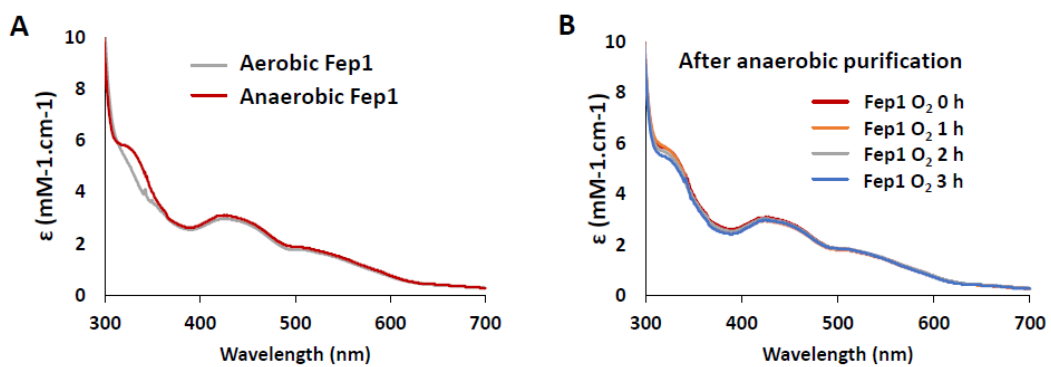 A
ε (mM-1.cm-1)
10
8
6
4
2
0
Aerobic Fep1
Anaerobic Fep1
300 400 500 600 700
Wavelength (nm)
B
ε (mM-1.cm-1)
10
8
6
4
2
0
After anaerobic purification
Fep1 O₂ 0 h
Fep1 O₂ 1 h
Fep1 O₂ 2 h
Fep1 O₂ 3 h
300 400 500 600 700
Wavelength (nm)